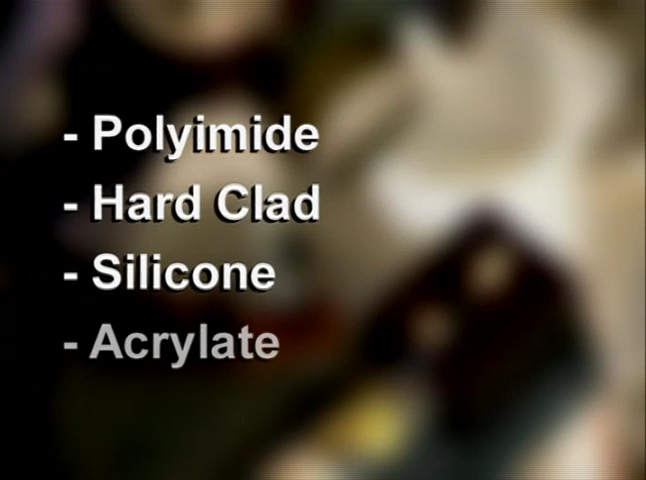 - Polyimide
- Hard Clad
- Silicone
- Acrylate